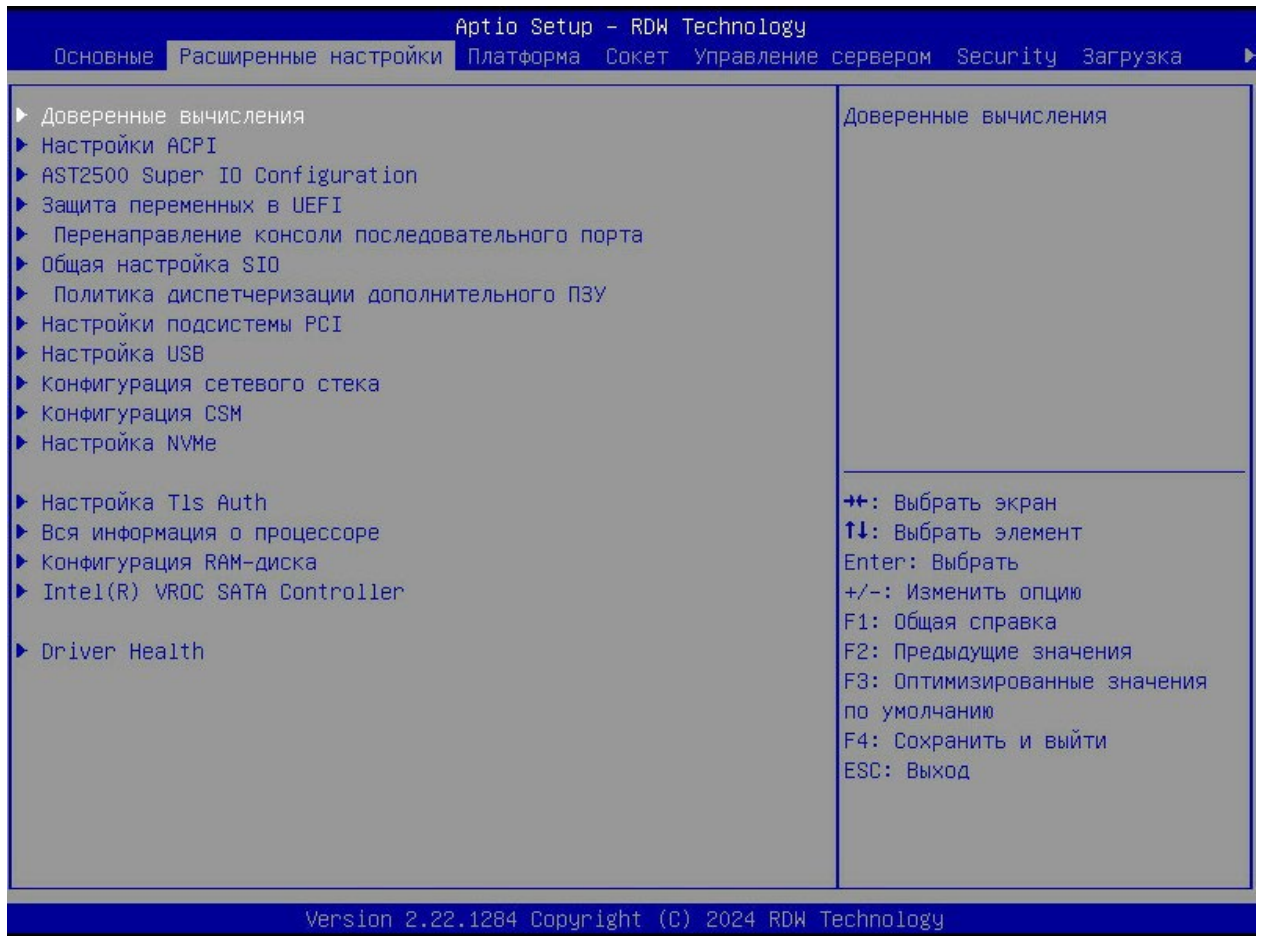 Aptio Setup – RDW Technology
Основные Расширенные настройки Платформа Сокет Управление сервером Security Загрузка
Доверенные вычисления
Настройки ACPI
AST2500 Super IO Configuration
Защита переменных в UEFI
Перенаправление консоли последовательного порта
Общая настройка SIO
Политика диспетчеризации дополнительного ПЗУ
Настройки подсистемы PCI
Настройка USB
Конфигурация сетевого стека
Конфигурация CSM
Настройка NVMe
Настройка Tls Auth
Вся информация о процессоре
Конфигурация RAM-диска
Intel(R) VROC SATA Controller
Driver Health
Доверенные вычисления
→←: Выбрать экран
↑↓: Выбрать элемент
Enter: Выбрать
+/-: Изменить опцию
F1: Общая справка
F2: Предыдущие значения
F3: Оптимизированные значения
по умолчанию
F4: Сохранить и выйти
ESC: Выход
Version 2.22.1284 Copyright (C) 2024 RDW Technology